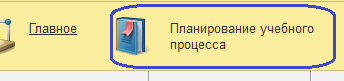 Главное
Планирование учебного
процесса